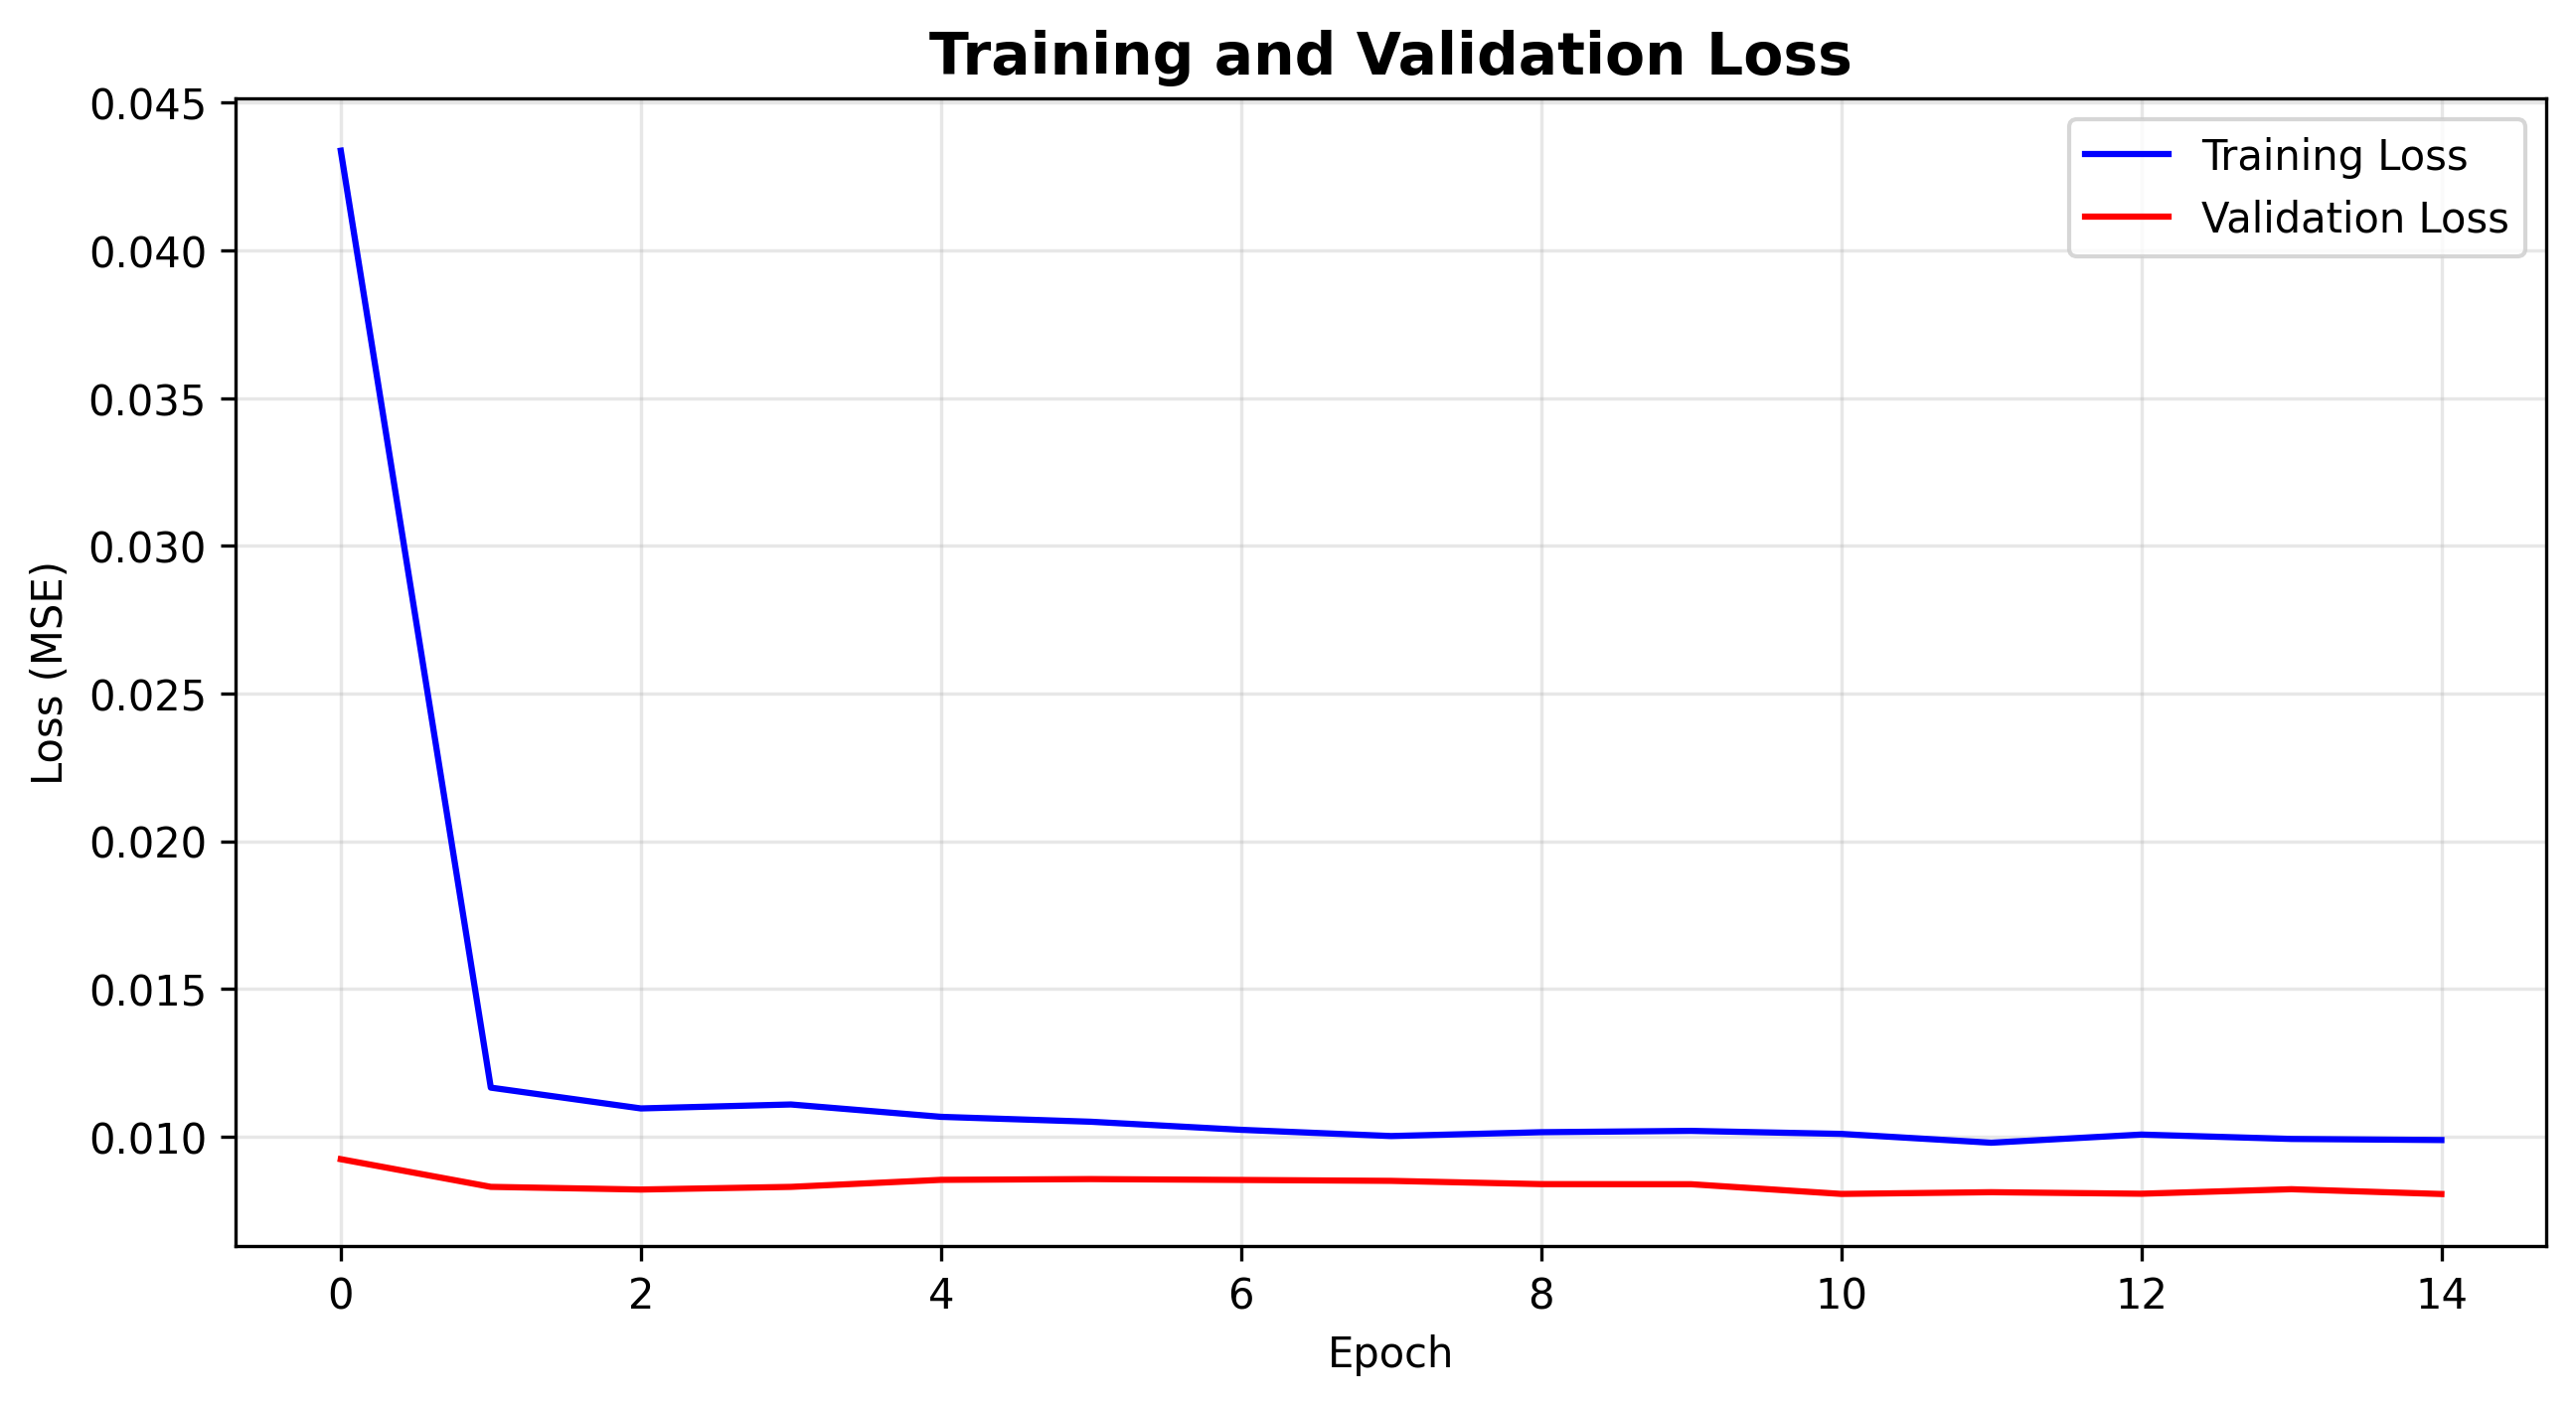 Training and Validation Loss
0.045
0.040
0.035
0.030
0.025
0.020
0.015
0.010
Loss (MSE)
Training Loss
Validation Loss
0 2 4 6 8 10 12 14
Epoch